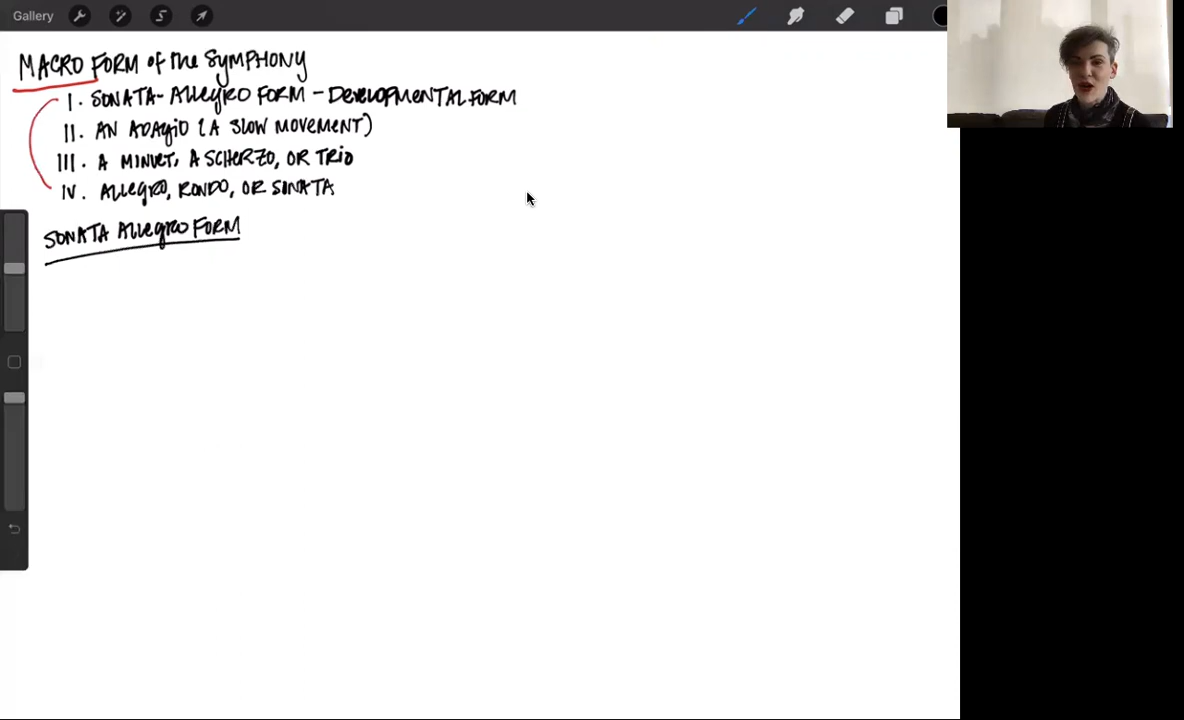 Gallery
MACRO FORM of the SYMPHONY
I. SONATA-ALLEGRO FORM - DEVELOPMENTAL FORM
II. AN ADAGIO (A SLOW MOVEMENT)
III. A MINUET, A SCHERZO, OR TRIO
IV. ALLEGRO, RONDO, OR SONATA
SONATA ALLEGRO FORM